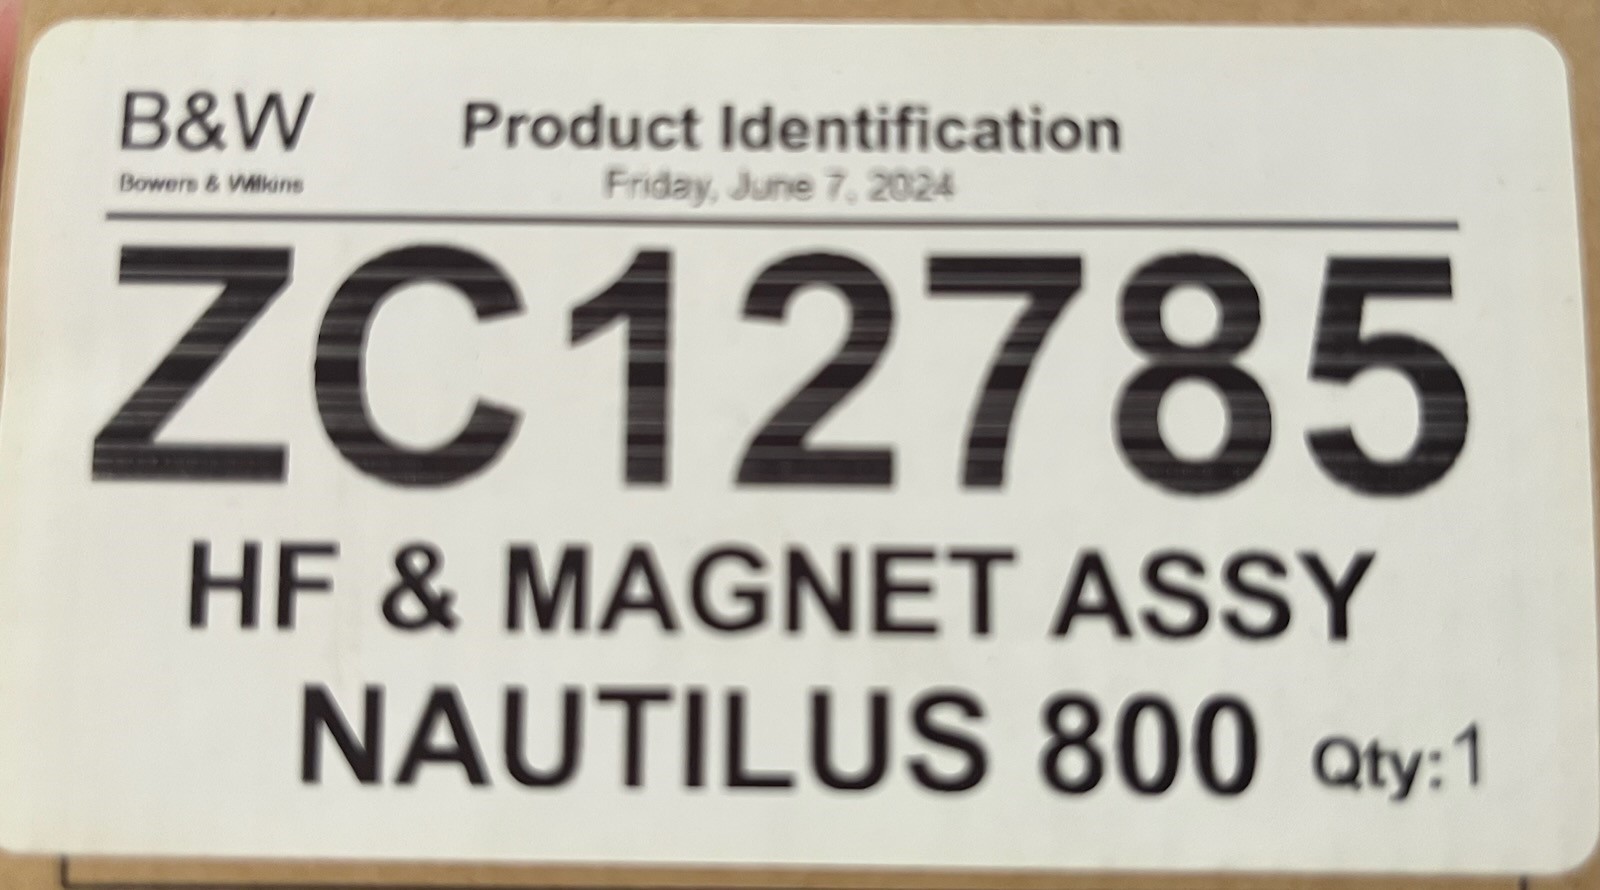 B&W
Product Identification
Bowers & Wilkins
Friday, June 7, 2024
ZC12785
HF & MAGNET ASSY
NAUTILUS 800
Qty:1